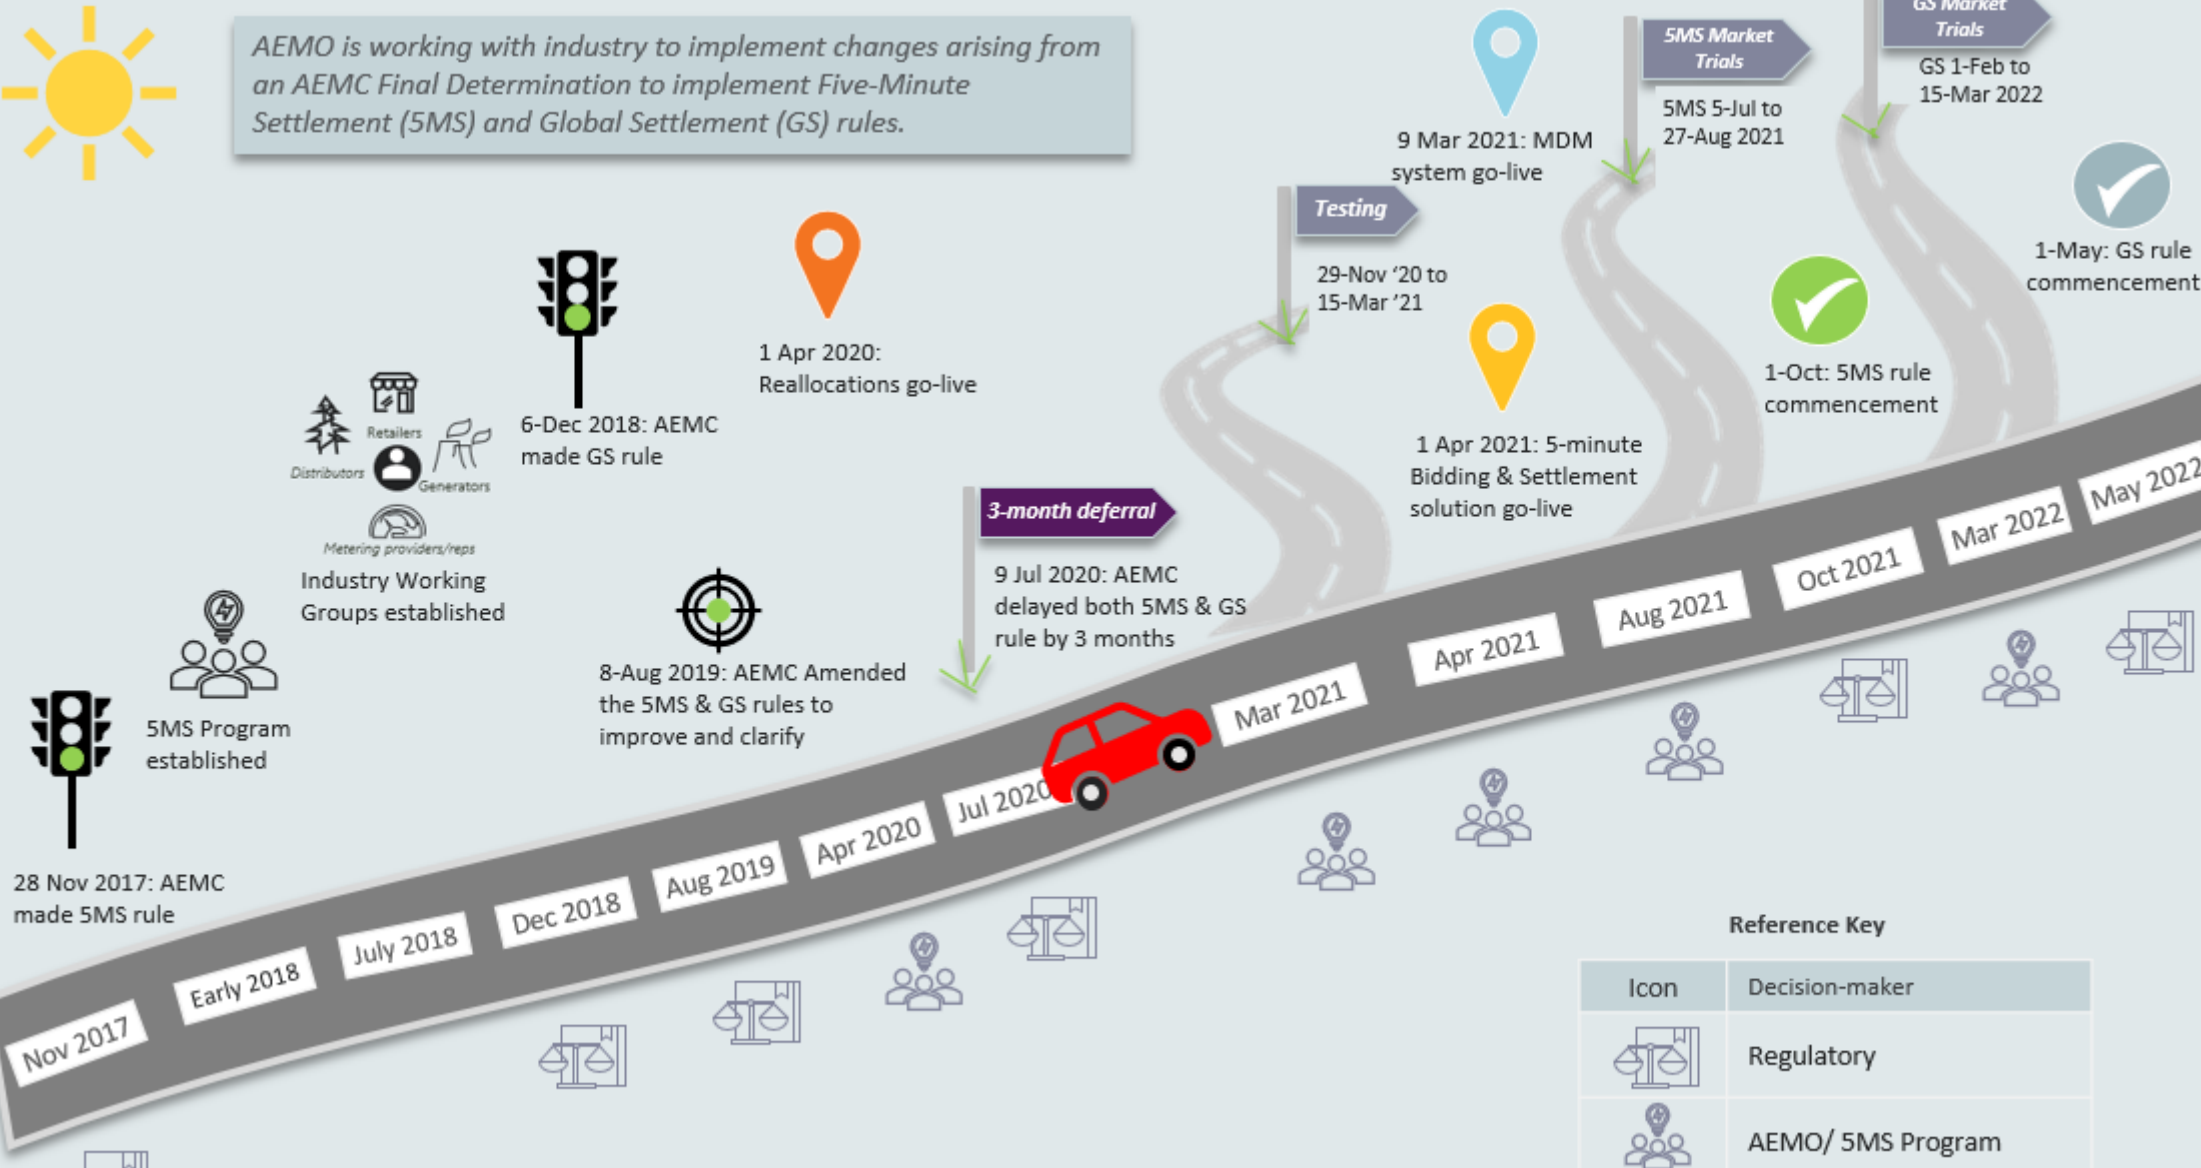 AEMO is working with industry to implement changes arising from
an AEMC Final Determination to implement Five-Minute
Settlement (5MS) and Global Settlement (GS) rules.
GS Market
Trials
GS 1-Feb to
15-Mar 2022
5MS Market
Trials
5MS 5-Jul to
27-Aug 2021
9 Mar 2021: MDM
system go-live
Testing
29-Nov ‘20 to
15-Mar ’21
1-May: GS rule
commencement
1-Oct: 5MS rule
commencement
1 Apr 2020:
Reallocations go-live
6-Dec 2018: AEMC
made GS rule
Retailers
Distributors
Generators
Metering providers/reps
Industry Working
Groups established
1 Apr 2021: 5-minute
Bidding & Settlement
solution go-live
3-month deferral
9 Jul 2020: AEMC
delayed both 5MS & GS
rule by 3 months
8-Aug 2019: AEMC Amended
the 5MS & GS rules to
improve and clarify
5MS Program
established
28 Nov 2017: AEMC
made 5MS rule
Nov 2017
Early 2018
July 2018
Dec 2018
Aug 2019
Apr 2020
Jul 2020
Mar 2021
Apr 2021
Aug 2021
Oct 2021
Mar 2022
May 2022
Reference Key
Icon Decision-maker
Regulatory
AEMO/ 5MS Program